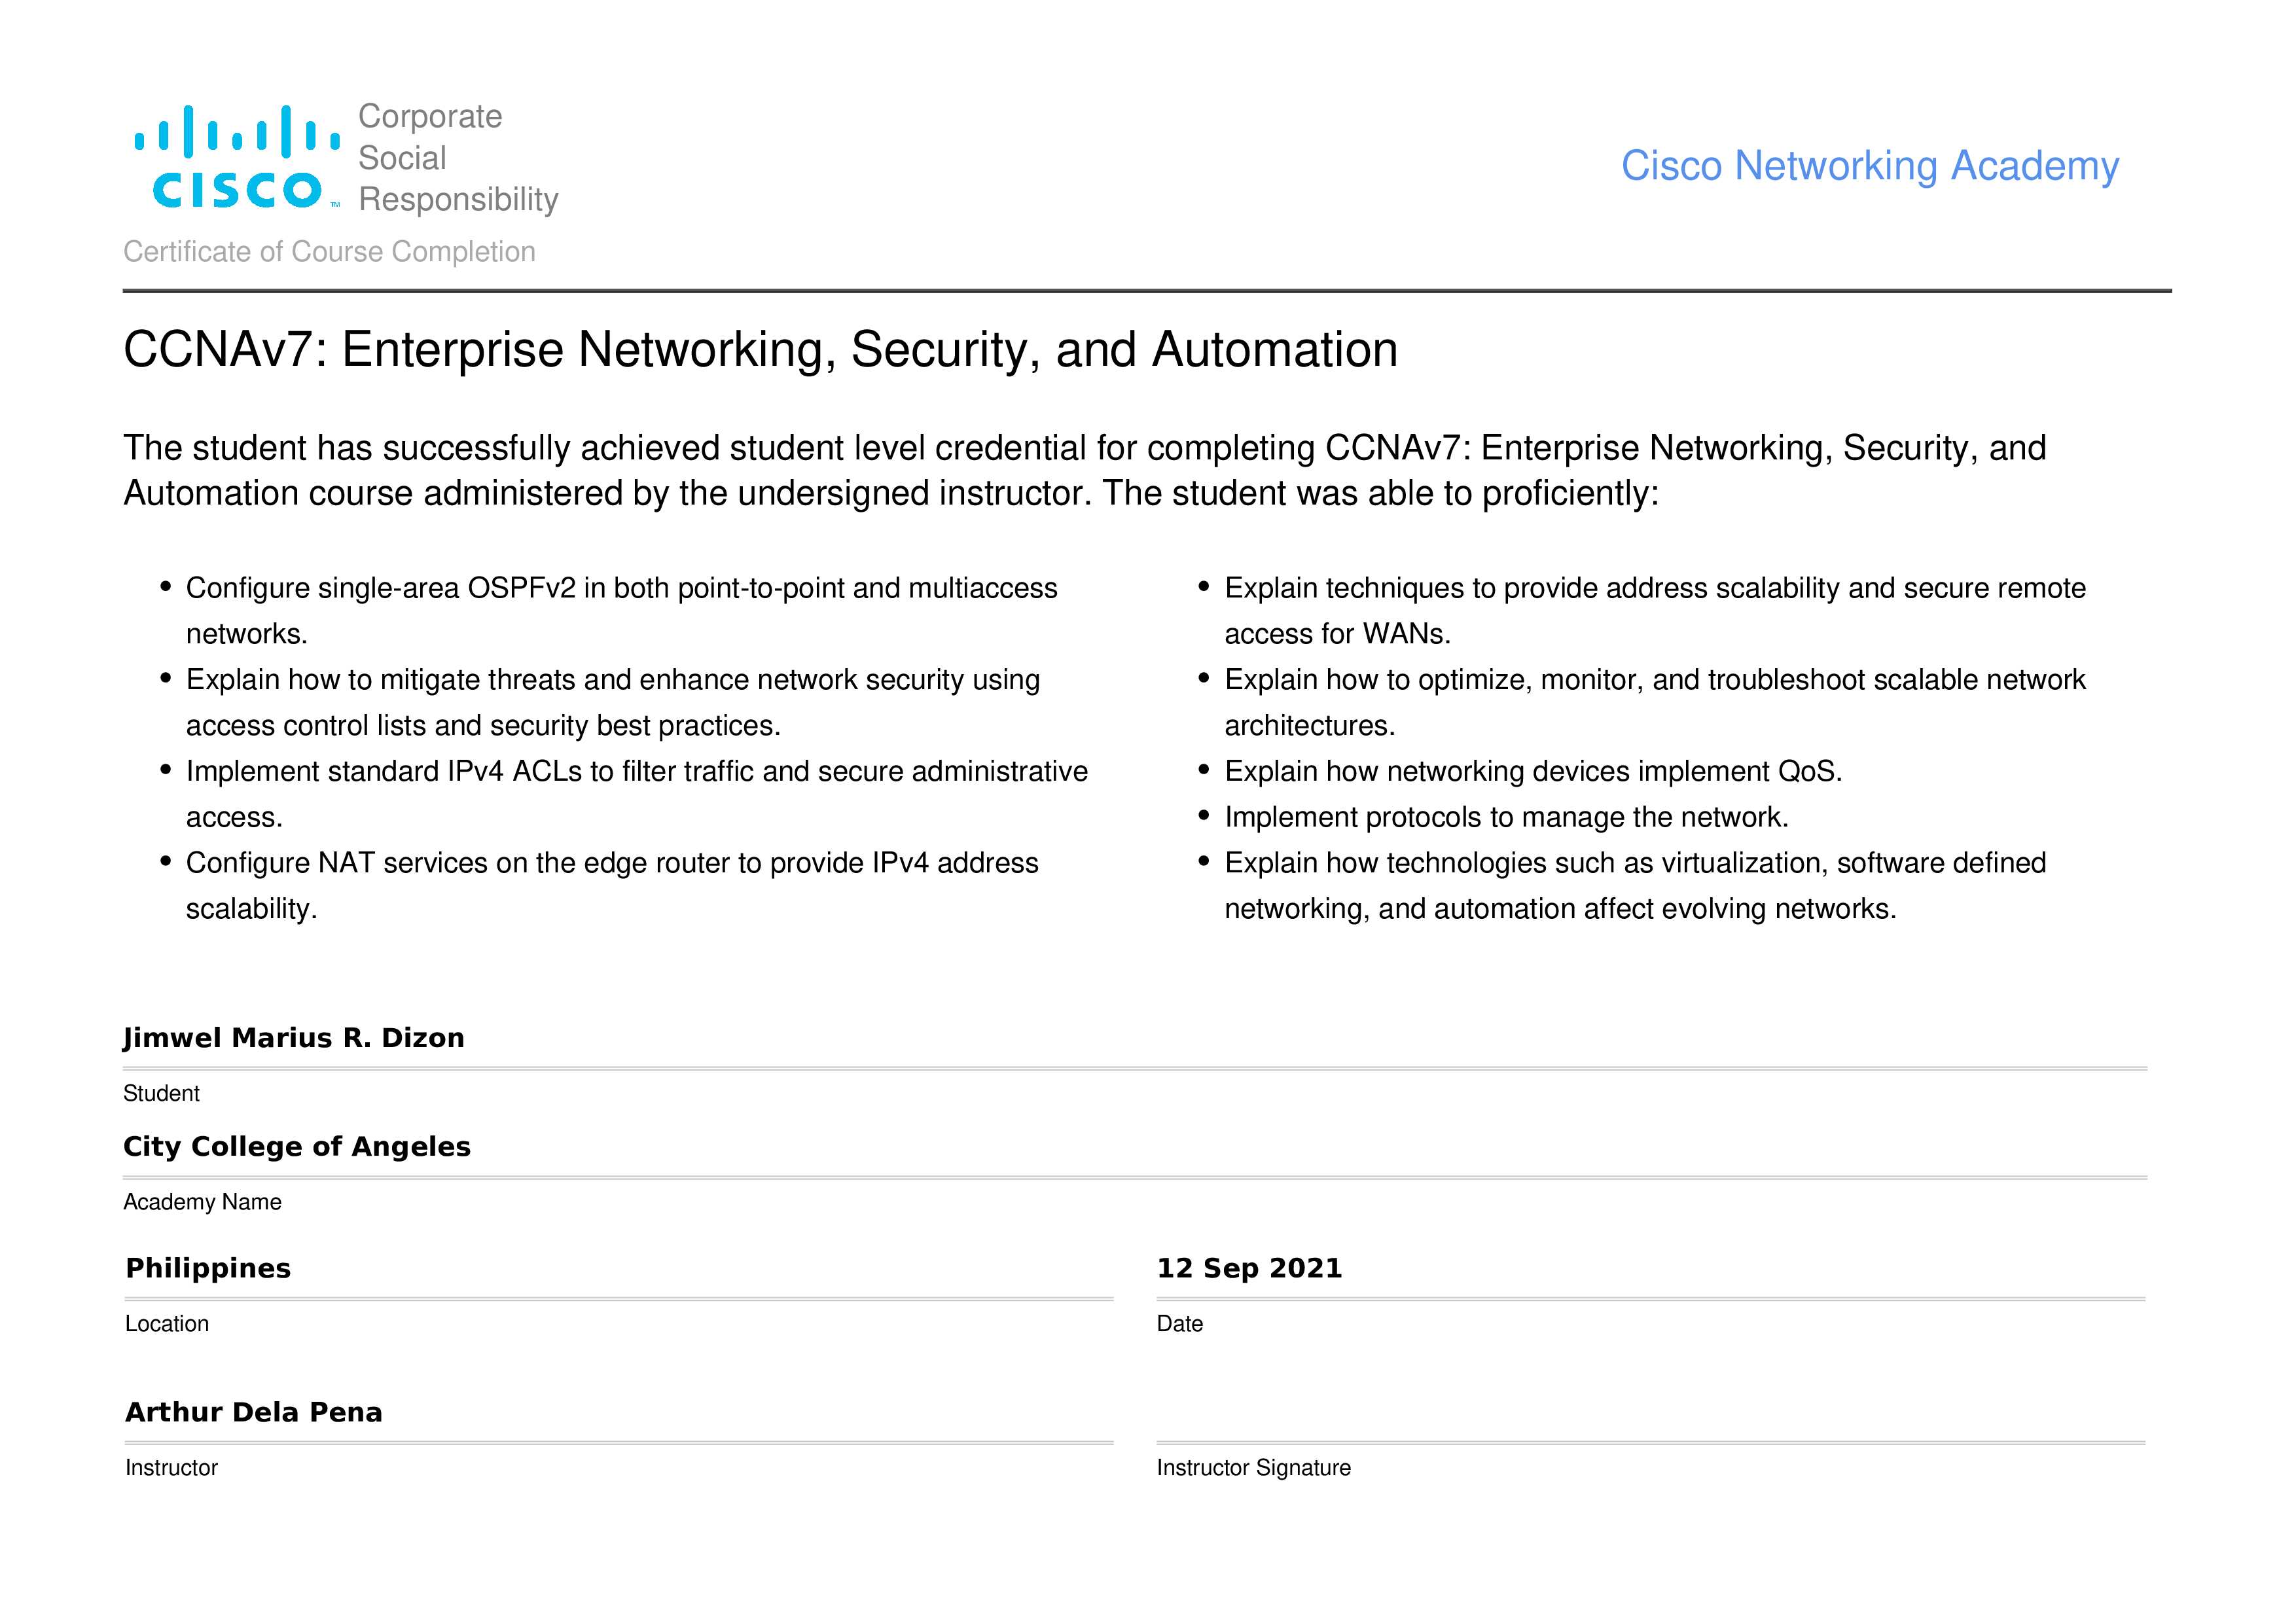 CISCO
TM
Corporate
Social
Responsibility
Cisco Networking Academy
Certificate of Course Completion
CCNAv7: Enterprise Networking, Security, and Automation
The student has successfully achieved student level credential for completing CCNAv7: Enterprise Networking, Security, and
Automation course administered by the undersigned instructor. The student was able to proficiently:
• Configure single-area OSPFv2 in both point-to-point and multiaccess
networks.
• Explain how to mitigate threats and enhance network security using
access control lists and security best practices.
• Implement standard IPv4 ACLs to filter traffic and secure administrative
access.
• Configure NAT services on the edge router to provide IPv4 address
scalability.
• Explain techniques to provide address scalability and secure remote
access for WANs.
• Explain how to optimize, monitor, and troubleshoot scalable network
architectures.
• Explain how networking devices implement QoS.
• Implement protocols to manage the network.
• Explain how technologies such as virtualization, software defined
networking, and automation affect evolving networks.
Jimwel Marius R. Dizon
Student
City College of Angeles
Academy Name
Philippines
Location
12 Sep 2021
Date
Arthur Dela Pena
Instructor
Instructor Signature